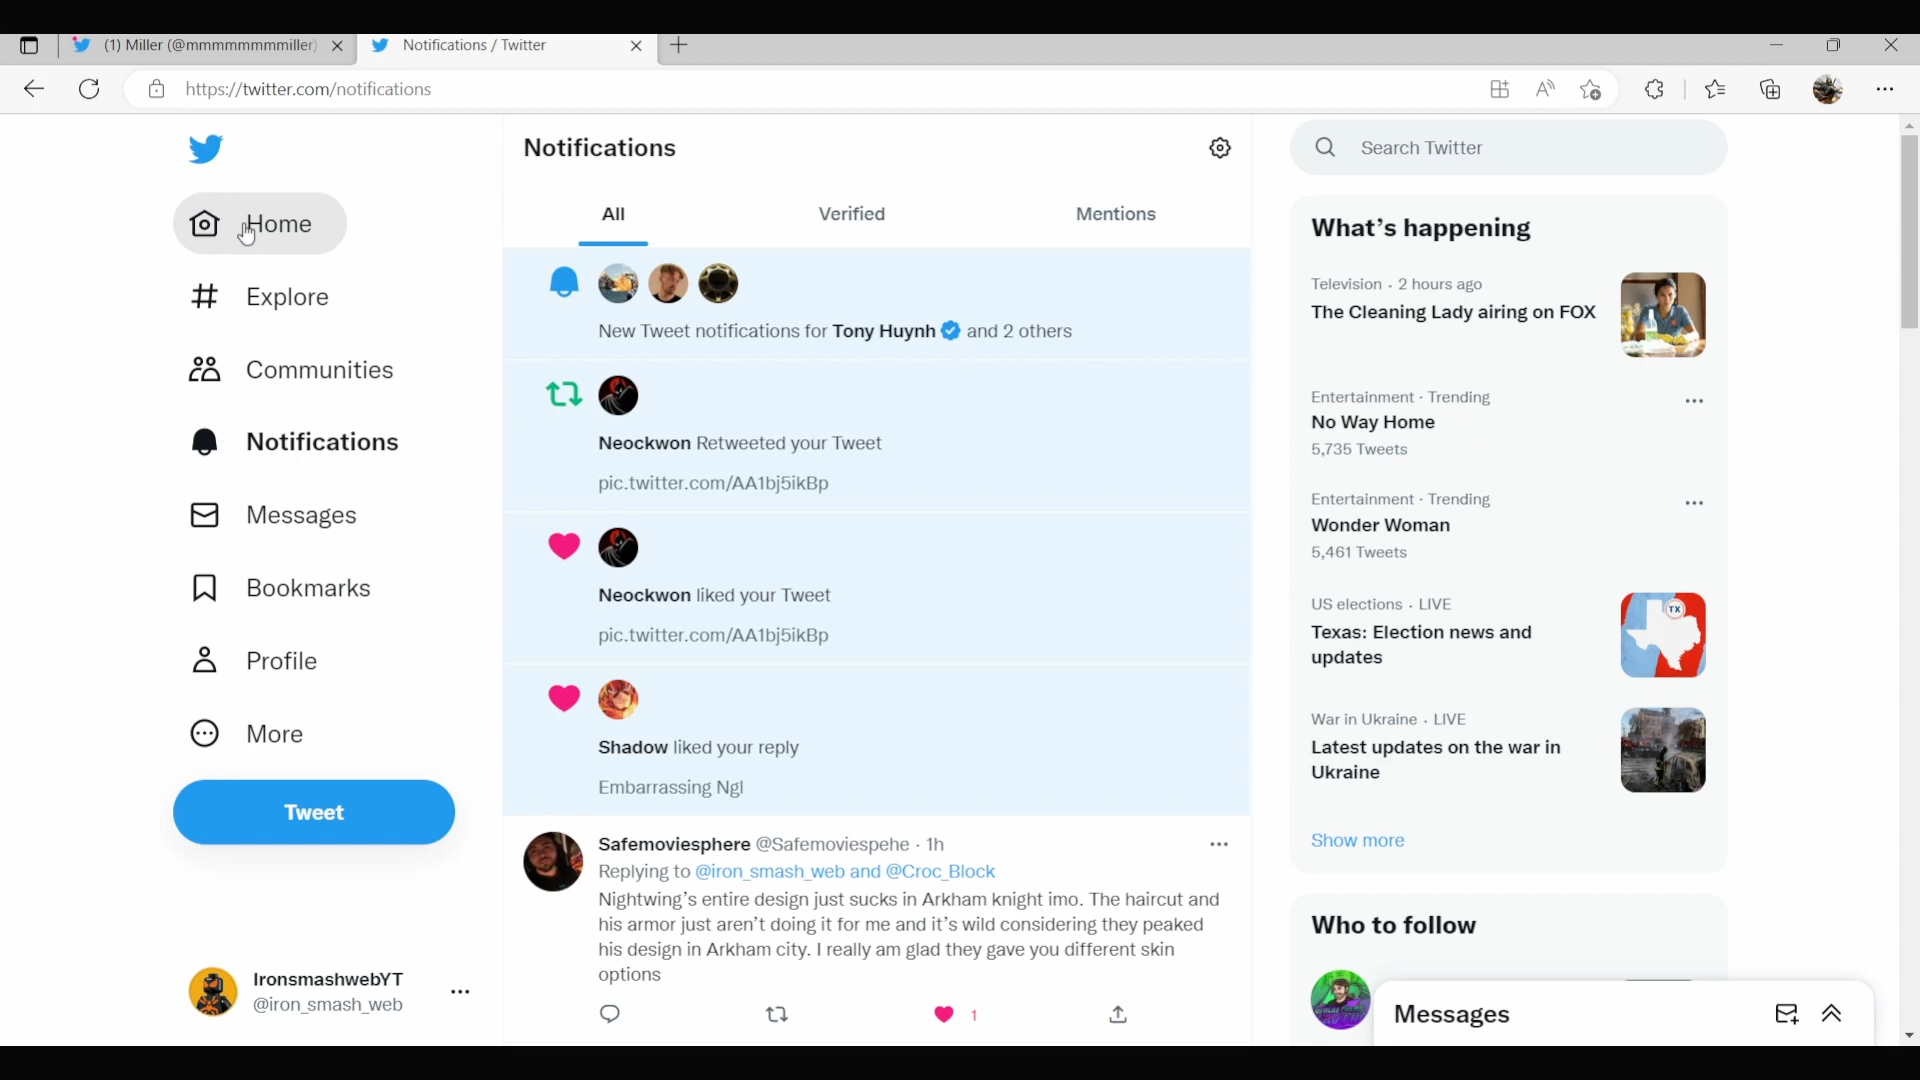 (1) Miller (@mmmmmmmmiller)
Notifications / Twitter
https://twitter.com/notifications
Home
Explore
Communities
Notifications
Messages
Bookmarks
Profile
More
Tweet
IronsmashwebYT
@iron_smash_web
Notifications
All
Verified
Mentions
New Tweet notifications for Tony Huynh and 2 others
Neockwon Retweeted your Tweet
pic.twitter.com/AA1bj5ikBp
Neockwon liked your Tweet
pic.twitter.com/AA1bj5ikBp
Shadow liked your reply
Embarrassing Ngl
Safemoviesphere @Safemoviespehe · 1h
Replying to @iron_smash_web and @Croc_Block
Nightwing's entire design just sucks in Arkham knight imo. The haircut and
his armor just aren't doing it for me and it's wild considering they peaked
his design in Arkham city. I really am glad they gave you different skin
options
1
Search Twitter
What's happening
Television · 2 hours ago
The Cleaning Lady airing on FOX
Entertainment · Trending
No Way Home
5,735 Tweets
Entertainment · Trending
Wonder Woman
5,461 Tweets
US elections · LIVE
Texas: Election news and
updates
TX
War in Ukraine · LIVE
Latest updates on the war in
Ukraine
Show more
Who to follow
Messages